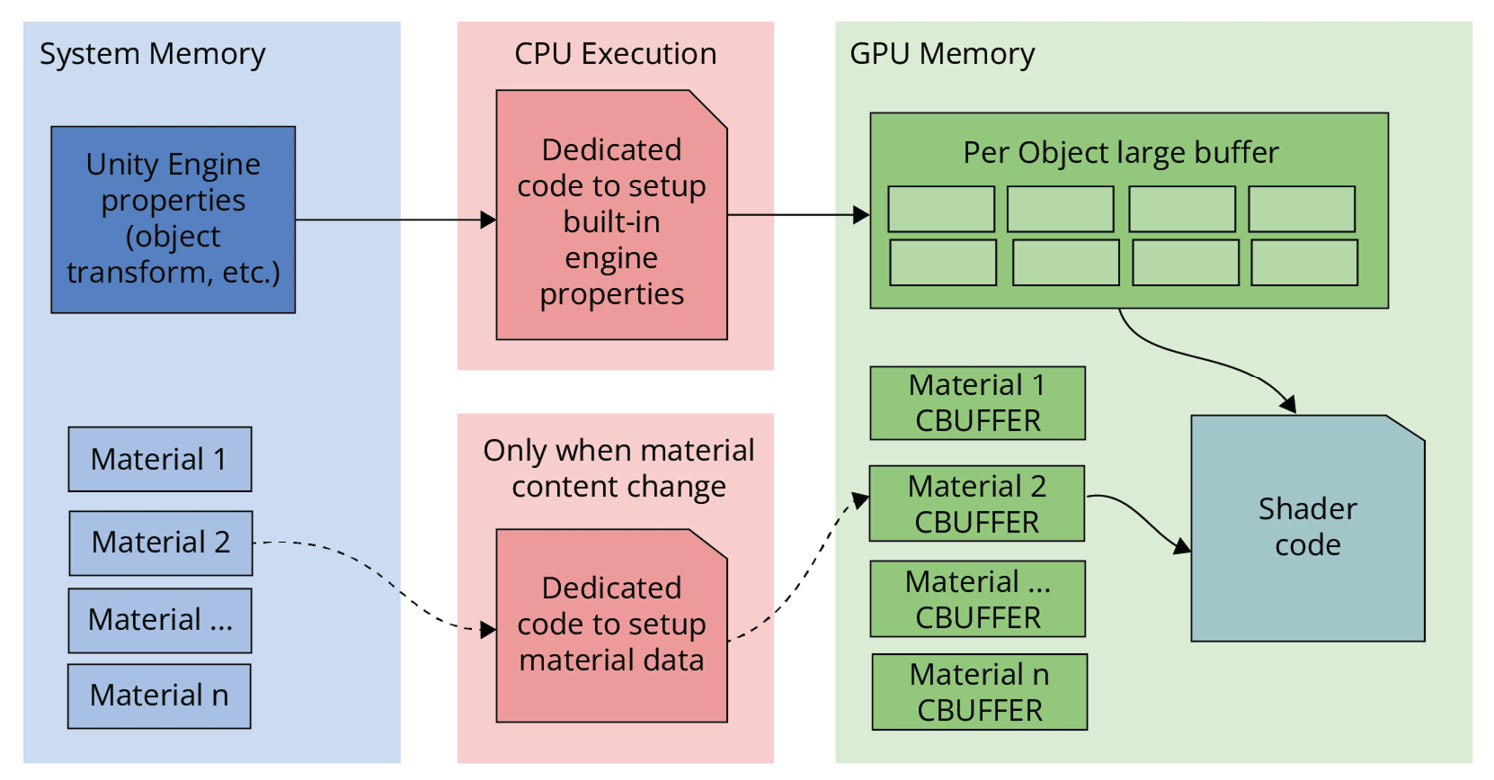 System Memory
Unity Engine
properties
(object
transform, etc.)
Material 1
Material 2
Material ...
Material n
CPU Execution
Dedicated
code to setup
built-in
engine
properties
Only when material
content change
Dedicated
code to setup
material data
GPU Memory
Per Object large buffer
Material 1
CBUFFER
Material 2
CBUFFER
Material ...
CBUFFER
Material n
CBUFFER
Shader
code